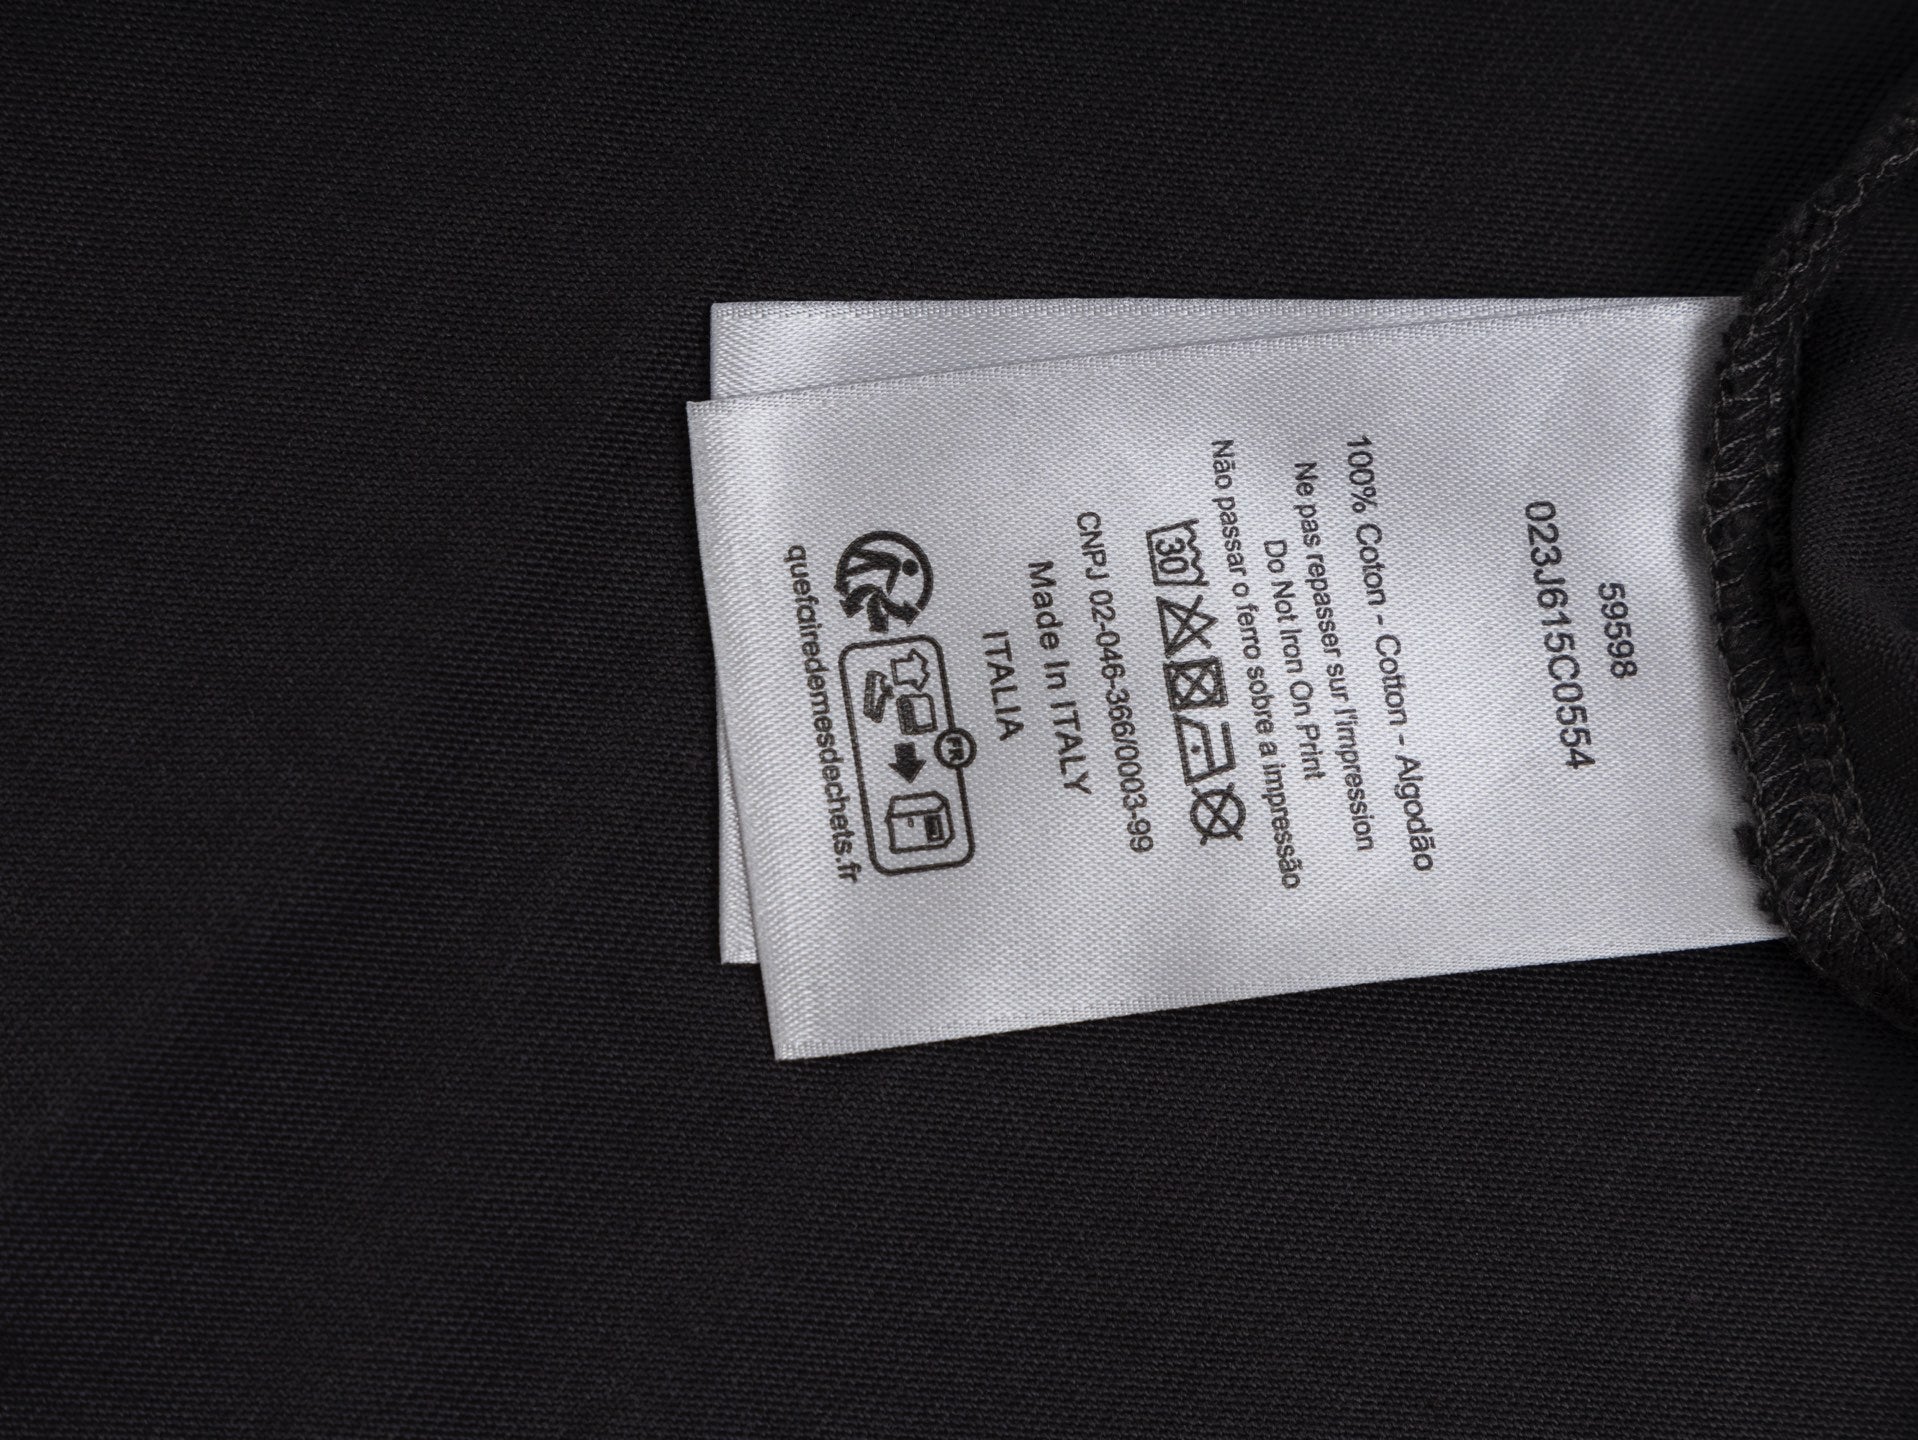 59598
023J615C0554
100% Coton - Cotton - Algodão
Ne pas repasser sur l'impression
Do Not Iron On Print
Não passar o ferro sobre a impressão
30
CNPJ 02-046-366/0003-99
Made In ITALY
ITALIA
FR
quefairedemesdechets.fr